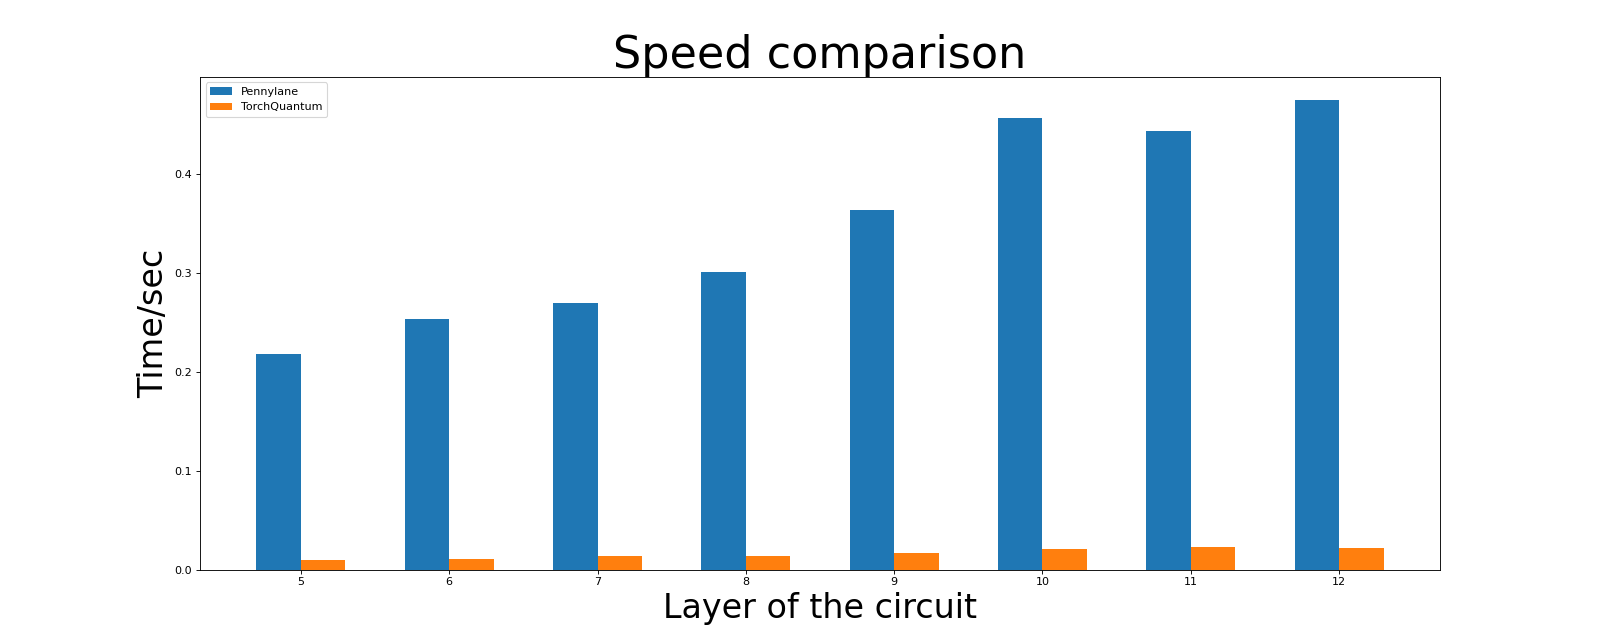 Speed comparison
Pennylane
TorchQuantum
Time/sec
0.4
0.3
0.2
0.1
0.0
5 6 7 8 9 10 11 12
Layer of the circuit